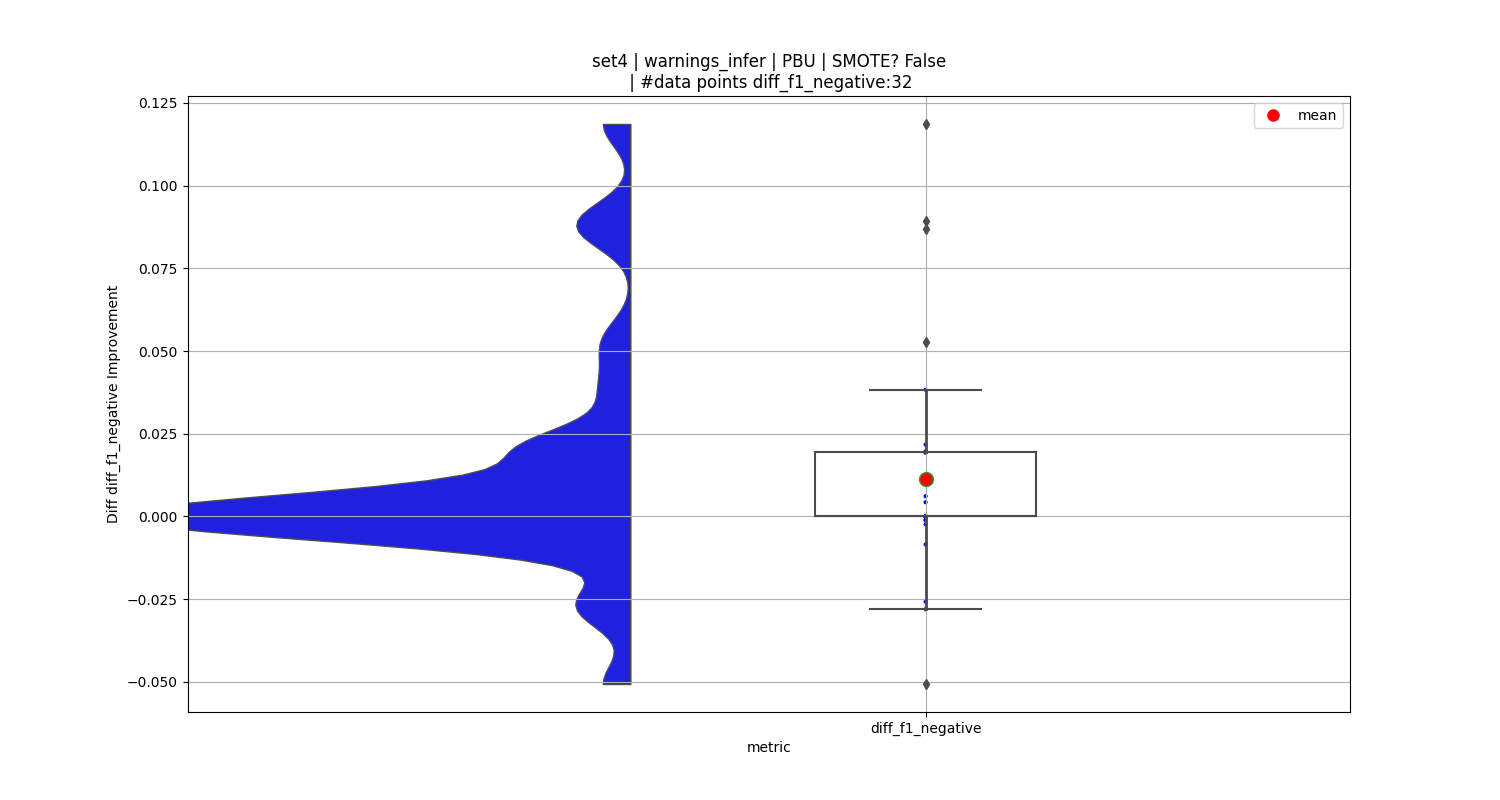 set4 | warnings_infer | PBU | SMOTE? False
| #data points diff_f1_negative:32
mean
0.125
0.100
0.075
0.050
0.025
0.000
−0.025
−0.050
Diff diff_f1_negative Improvement
diff_f1_negative
metric